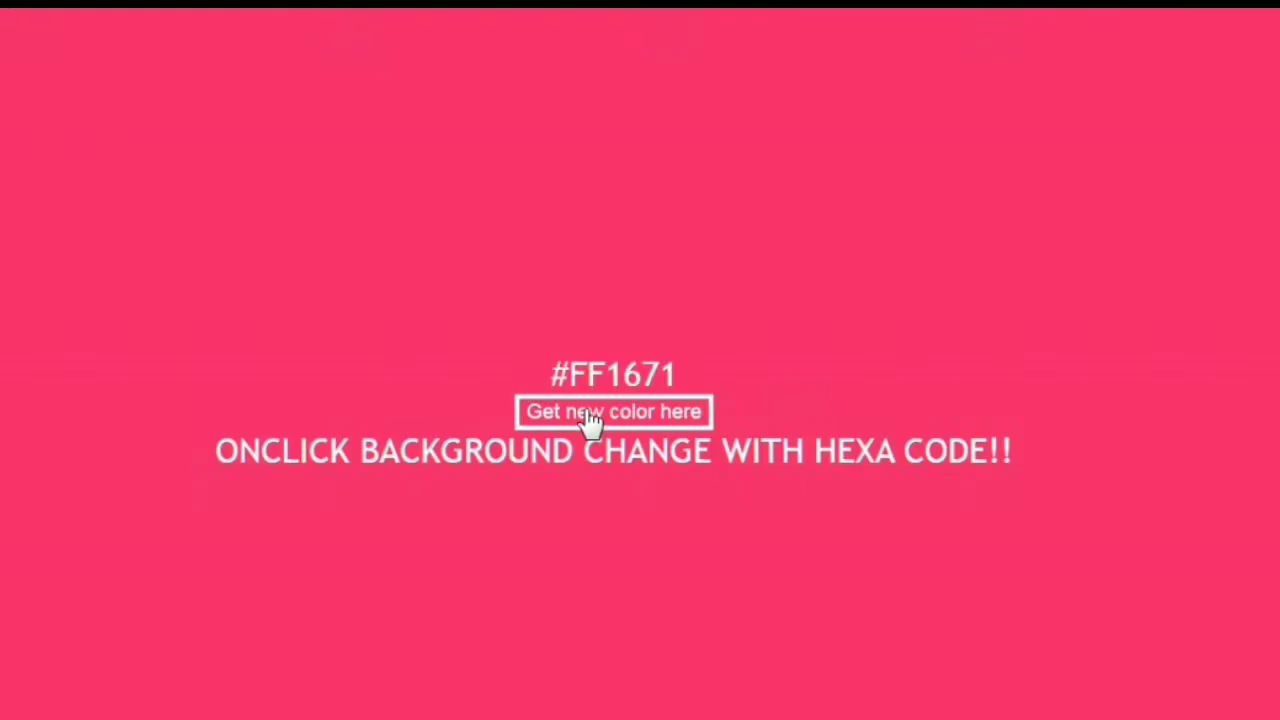 #FF1671
Get new color here
ONCLICK BACKGROUND CHANGE WITH HEXA CODE!!